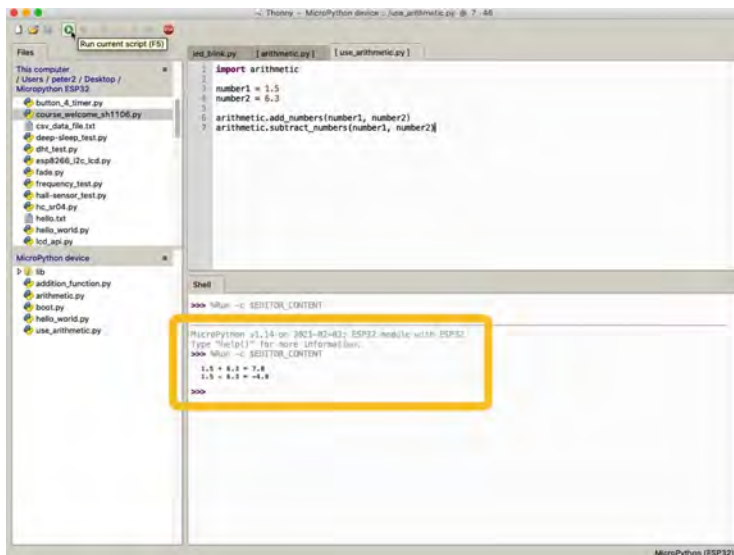 Thonny - MicroPython device :: /use_arithmetic.py @ 7 : 46
Run current script (F5)
Files
This computer
/ Users / peter2 / Desktop /
Micropython ESP32
button_4_timer.py
course_welcome_sh1106.py
csv_data_file.txt
deep-sleep_test.py
dht_test.py
esp8266_i2c_lcd.py
fade.py
frequency_test.py
hall-sensor_test.py
hc_sr04.py
hello.txt
hello_world.py
lcd_api.py
MicroPython device
lib
addition_function.py
arithmetic.py
boot.py
hello_world.py
use_arithmetic.py
led_blink.py
[ arithmetic.py ]
[ use_arithmetic.py ]
1 import arithmetic
2
3 number1 = 1.5
4 number2 = 6.3
5
6 arithmetic.add_numbers(number1, number2)
7 arithmetic.subtract_numbers(number1, number2)
Shell
>>> %Run -c $EDITOR_CONTENT
MicroPython v1.14 on 2021-02-02; ESP32 module with ESP32
Type "help()" for more information.
>>> %Run -c $EDITOR_CONTENT
1.5 + 6.3 = 7.8
1.5 - 6.3 = -4.8
>>>
MicroPython (ESP32)